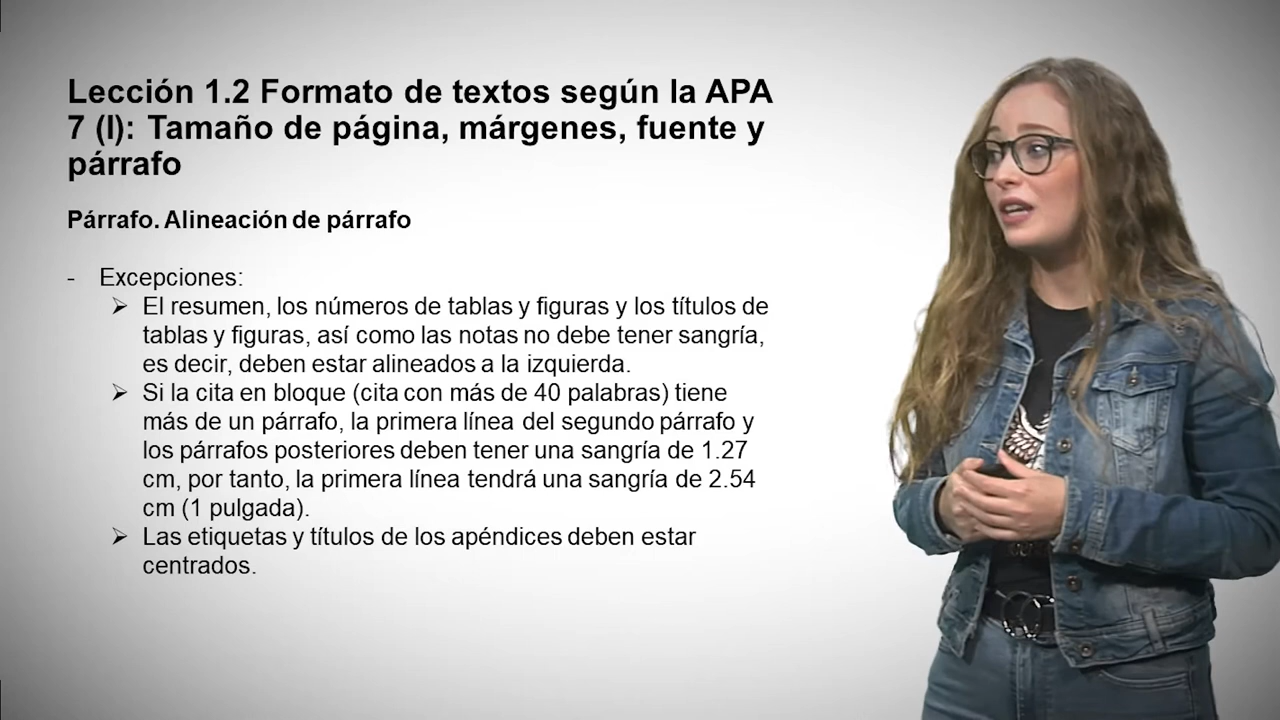 Lección 1.2 Formato de textos según la APA
7 (I): Tamaño de página, márgenes, fuente y
párrafo
Párrafo. Alineación de párrafo
- Excepciones:
➢ El resumen, los números de tablas y figuras y los títulos de
tablas y figuras, así como las notas no debe tener sangría,
es decir, deben estar alineados a la izquierda.
➢ Si la cita en bloque (cita con más de 40 palabras) tiene
más de un párrafo, la primera línea del segundo párrafo y
los párrafos posteriores deben tener una sangría de 1.27
cm, por tanto, la primera línea tendrá una sangría de 2.54
cm (1 pulgada).
➢ Las etiquetas y títulos de los apéndices deben estar
centrados.